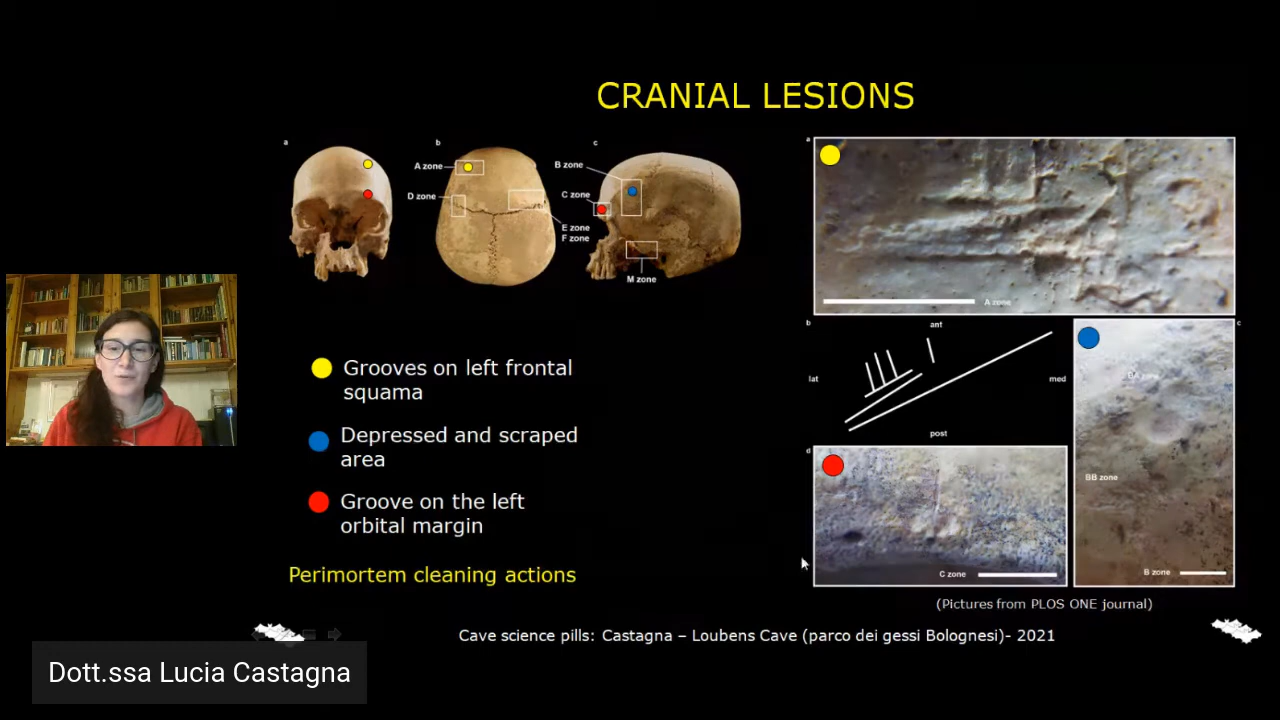 CRANIAL LESIONS
a
b
c
A zone
D zone
B zone
C zone
E zone
F zone
M zone
a
A zone
b
ant
lat
med
post
c
BA zone
BB zone
B zone
d
C zone
Grooves on left frontal
squama
Depressed and scraped
area
Groove on the left
orbital margin
Perimortem cleaning actions
(Pictures from PLOS ONE journal)
Cave science pills: Castagna – Loubens Cave (parco dei gessi Bolognesi)- 2021
Dott.ssa Lucia Castagna